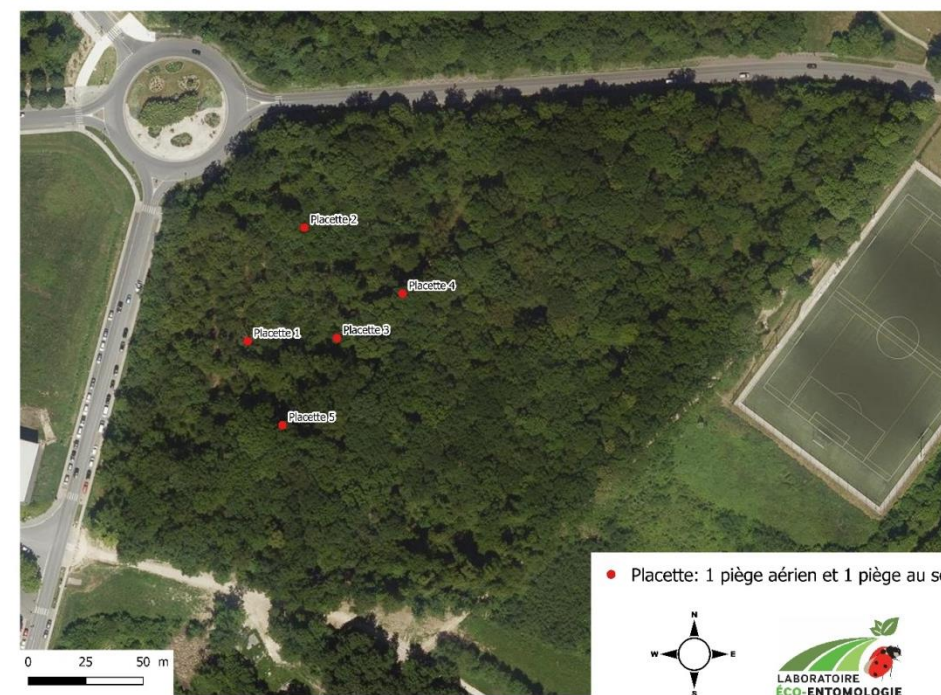 Placette 2
Placette 4
Placette 1
Placette 3
Placette 5
Placette: 1 piège aérien et 1 piège au
N
W E
S
0 25 50 m
LABORATOIRE
ÉCO-ENTOMOLOGIE